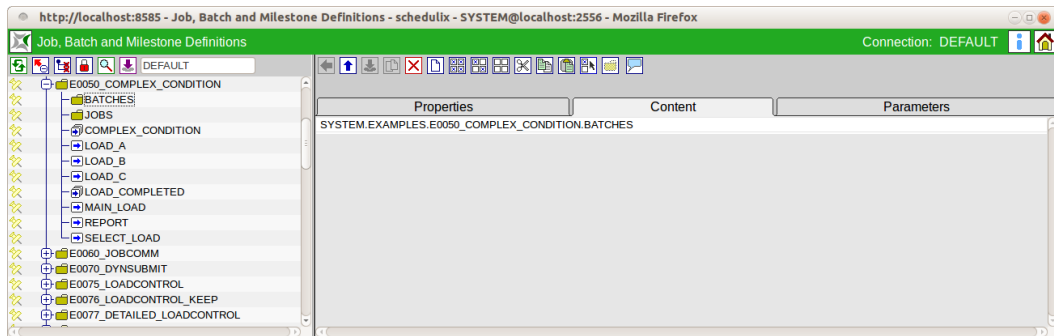 http://localhost:8585 - Job, Batch and Milestone Definitions - schedulix - SYSTEM@localhost:2556 - Mozilla Firefox
Job, Batch and Milestone Definitions
Connection: DEFAULT
DEFAULT
E0050_COMPLEX_CONDITION
BATCHES
JOBS
COMPLEX_CONDITION
LOAD_A
LOAD_B
LOAD_C
LOAD_COMPLETED
MAIN_LOAD
REPORT
SELECT_LOAD
E0060_JOBCOMM
E0070_DYNSUBMIT
E0075_LOADCONTROL
E0076_LOADCONTROL_KEEP
E0077_DETAILED_LOADCONTROL
Properties
Content
Parameters
SYSTEM.EXAMPLES.E0050_COMPLEX_CONDITION.BATCHES